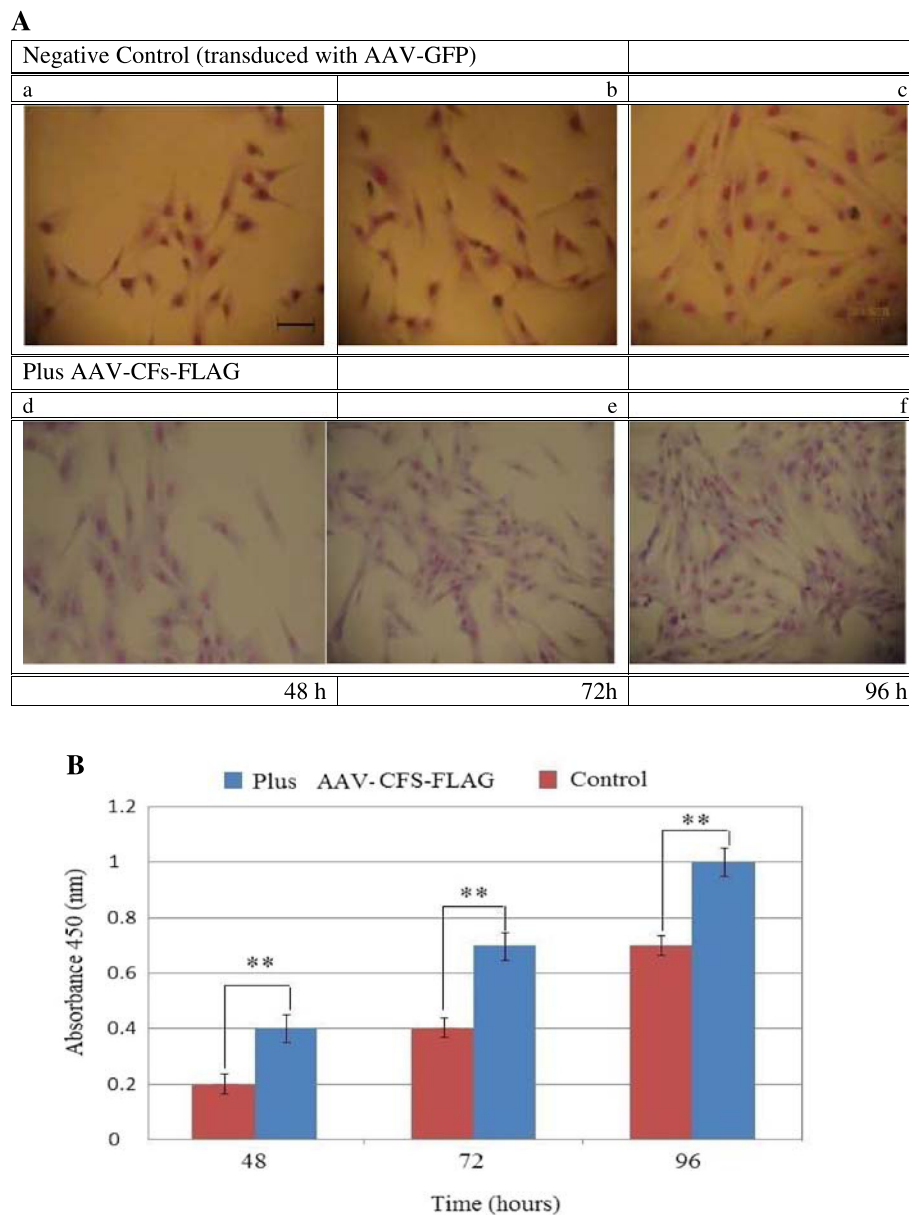 A
Negative Control (transduced with AAV-GFP)
a b c
Plus AAV-CFs-FLAG
d e f
48 h 72h 96 h
B
Plus AAV-CFS-FLAG Control
1.2
1
0.8
0.6
0.4
0.2
0
Absorbance 450 (nm)
**
**
**
48 72 96
Time (hours)